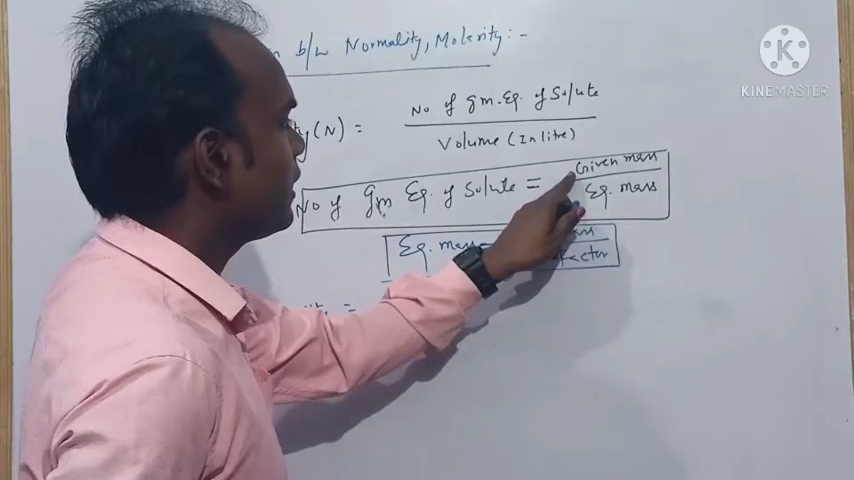 b/w Normality, Molarity:-
(N) = No of gm. Eq. of Solute
Volume (In litre)
No of gm Eq. of Solute = Given mass
Eq. mass
Eq. mass
factor
=
KINEMASTER